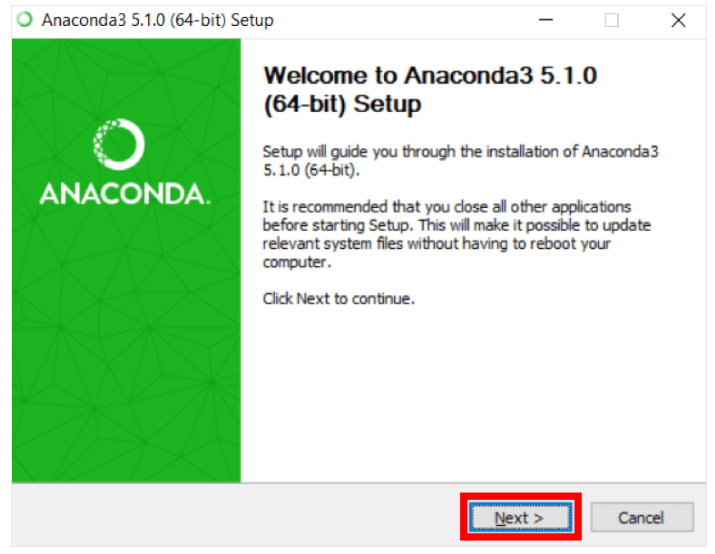 Anaconda3 5.1.0 (64-bit) Setup
Welcome to Anaconda3 5.1.0
(64-bit) Setup
Setup will guide you through the installation of Anaconda3
5.1.0 (64-bit).
ANACONDA.
It is recommended that you close all other applications
before starting Setup. This will make it possible to update
relevant system files without having to reboot your
computer.
Click Next to continue.
Next >
Cancel